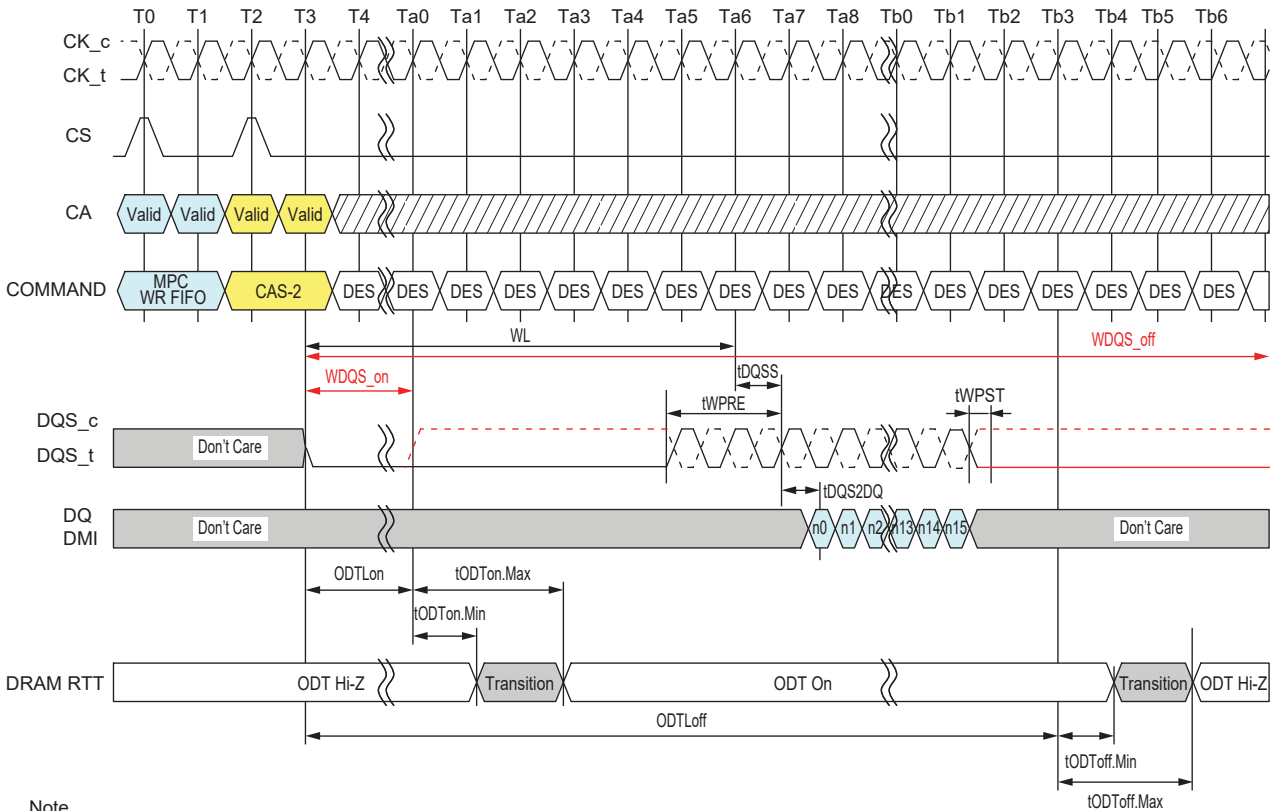 T0 T1 T2 T3 T4 Ta0 Ta1 Ta2 Ta3 Ta4 Ta5 Ta6 Ta7 Ta8 Tb0 Tb1 Tb2 Tb3 Tb4 Tb5 Tb6
CK_c
CK_t
CS
CA Valid Valid Valid Valid
COMMAND MPC WR FIFO CAS-2 DES DES DES DES DES DES DES DES DES DES DES DES DES DES DES DES DES
WL
WDQS_off
WDQS_on
tDQSS
tWPRE
tWPST
DQS_c
DQS_t
Don't Care
tDQS2DQ
DQ
DMI
Don't Care n0 n1 n2 n13 n14 n15 Don't Care
ODTLon tODTon.Max
tODTon.Min
DRAM RTT ODT Hi-Z Transition ODT On Transition ODT Hi-Z
ODTLoff
tODToff.Min
tODToff.Max
Note